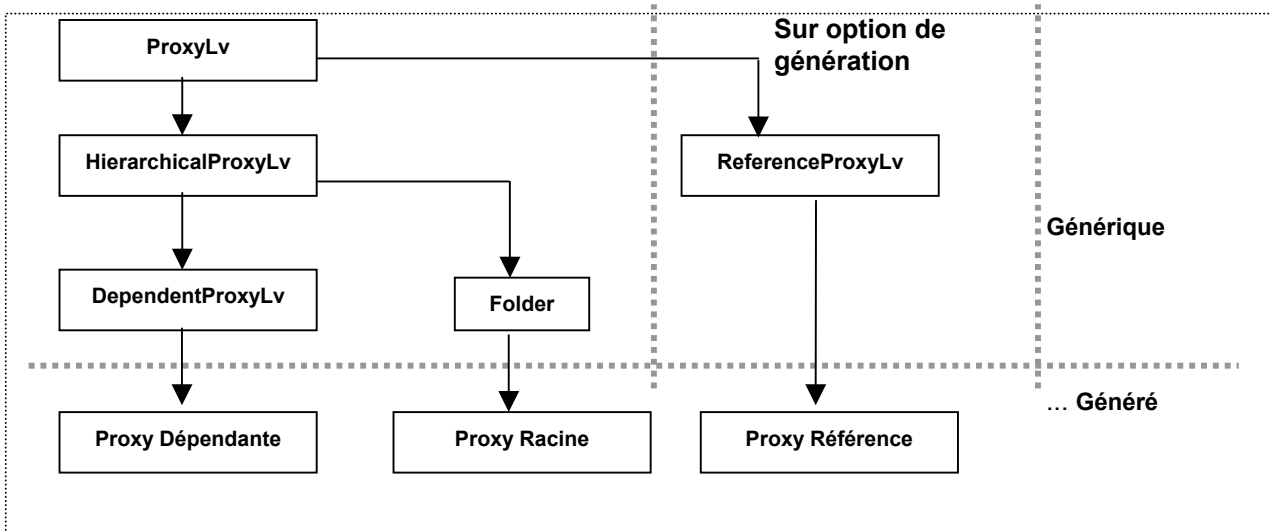 ProxyLv
Sur option de
génération
HierarchicalProxyLv
ReferenceProxyLv
Générique
DependentProxyLv
Folder
... Généré
Proxy Dépendante
Proxy Racine
Proxy Référence